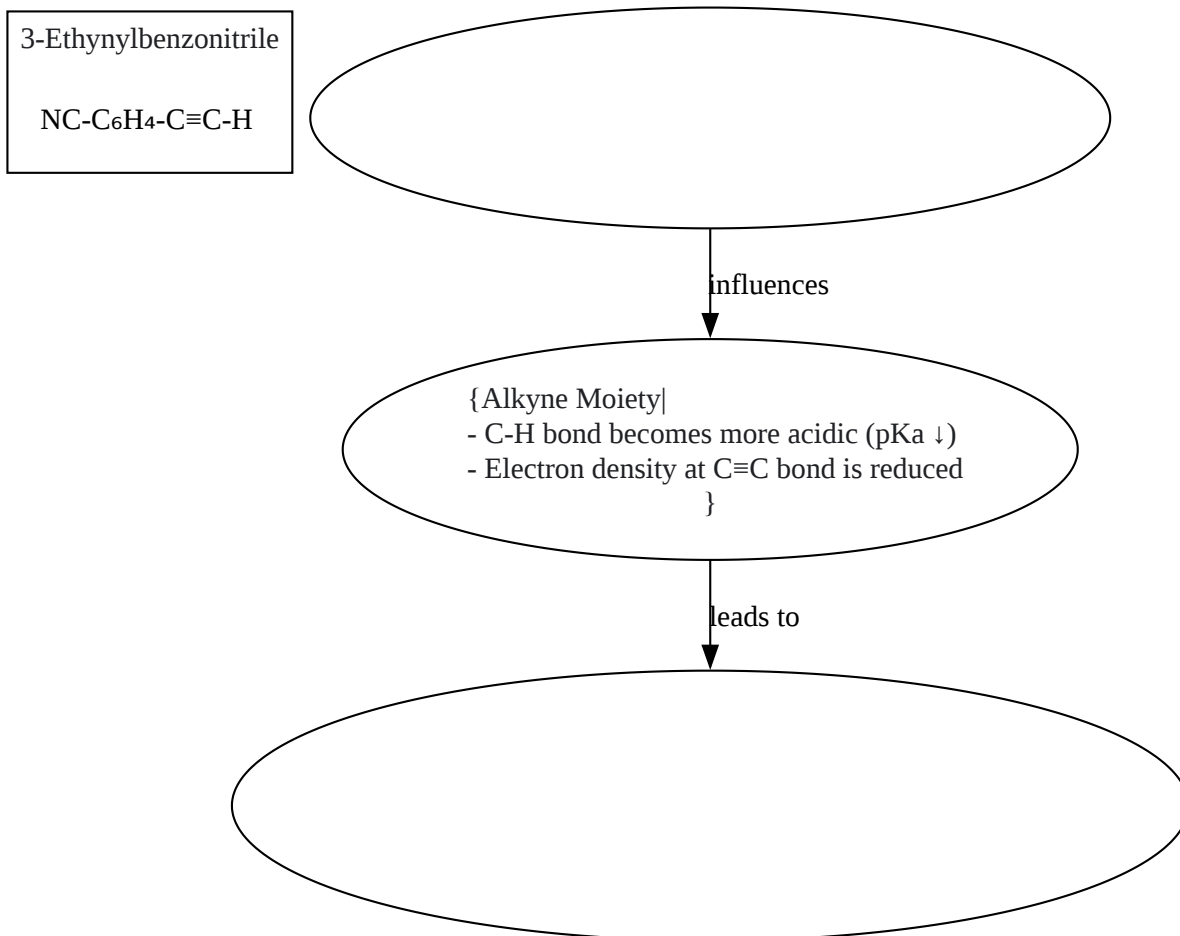 3-Ethynylbenzonitrile
NC-C₆H₄-C≡C-H
influences
{Alkyne Moiety|
- C-H bond becomes more acidic (pKa ↓)
- Electron density at C≡C bond is reduced
}
leads to